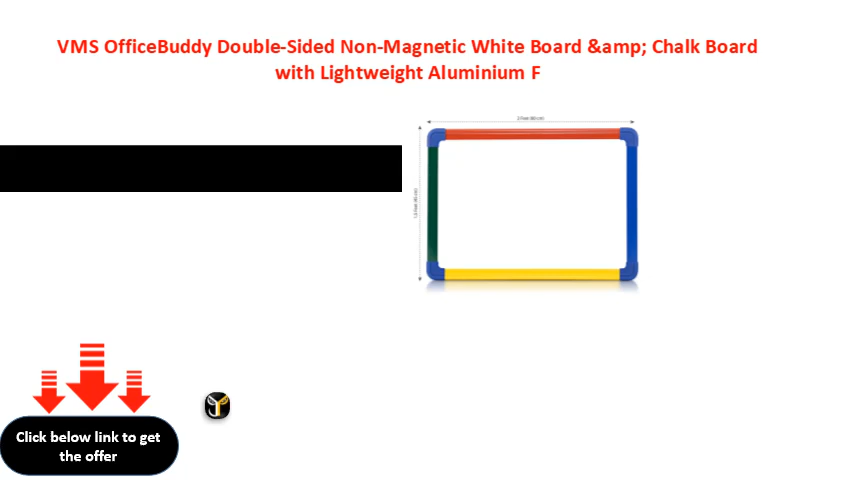 VMS OfficeBuddy Double-Sided Non-Magnetic White Board &amp; Chalk Board
with Lightweight Aluminium F
Click below link to get
the offer